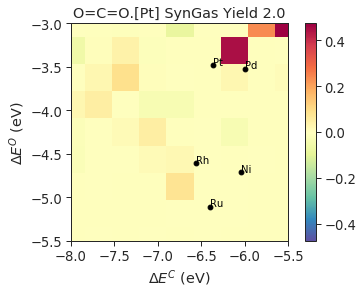 O=C=O.[Pt] SynGas Yield 2.0
−3.0
−3.5
−4.0
−4.5
−5.0
−5.5
ΔE^O (eV)
Pt
Pd
Rh
Ni
Ru
−8.0 −7.5 −7.0 −6.5 −6.0 −5.5
ΔE^C (eV)
0.4
0.2
0.0
−0.2
−0.4